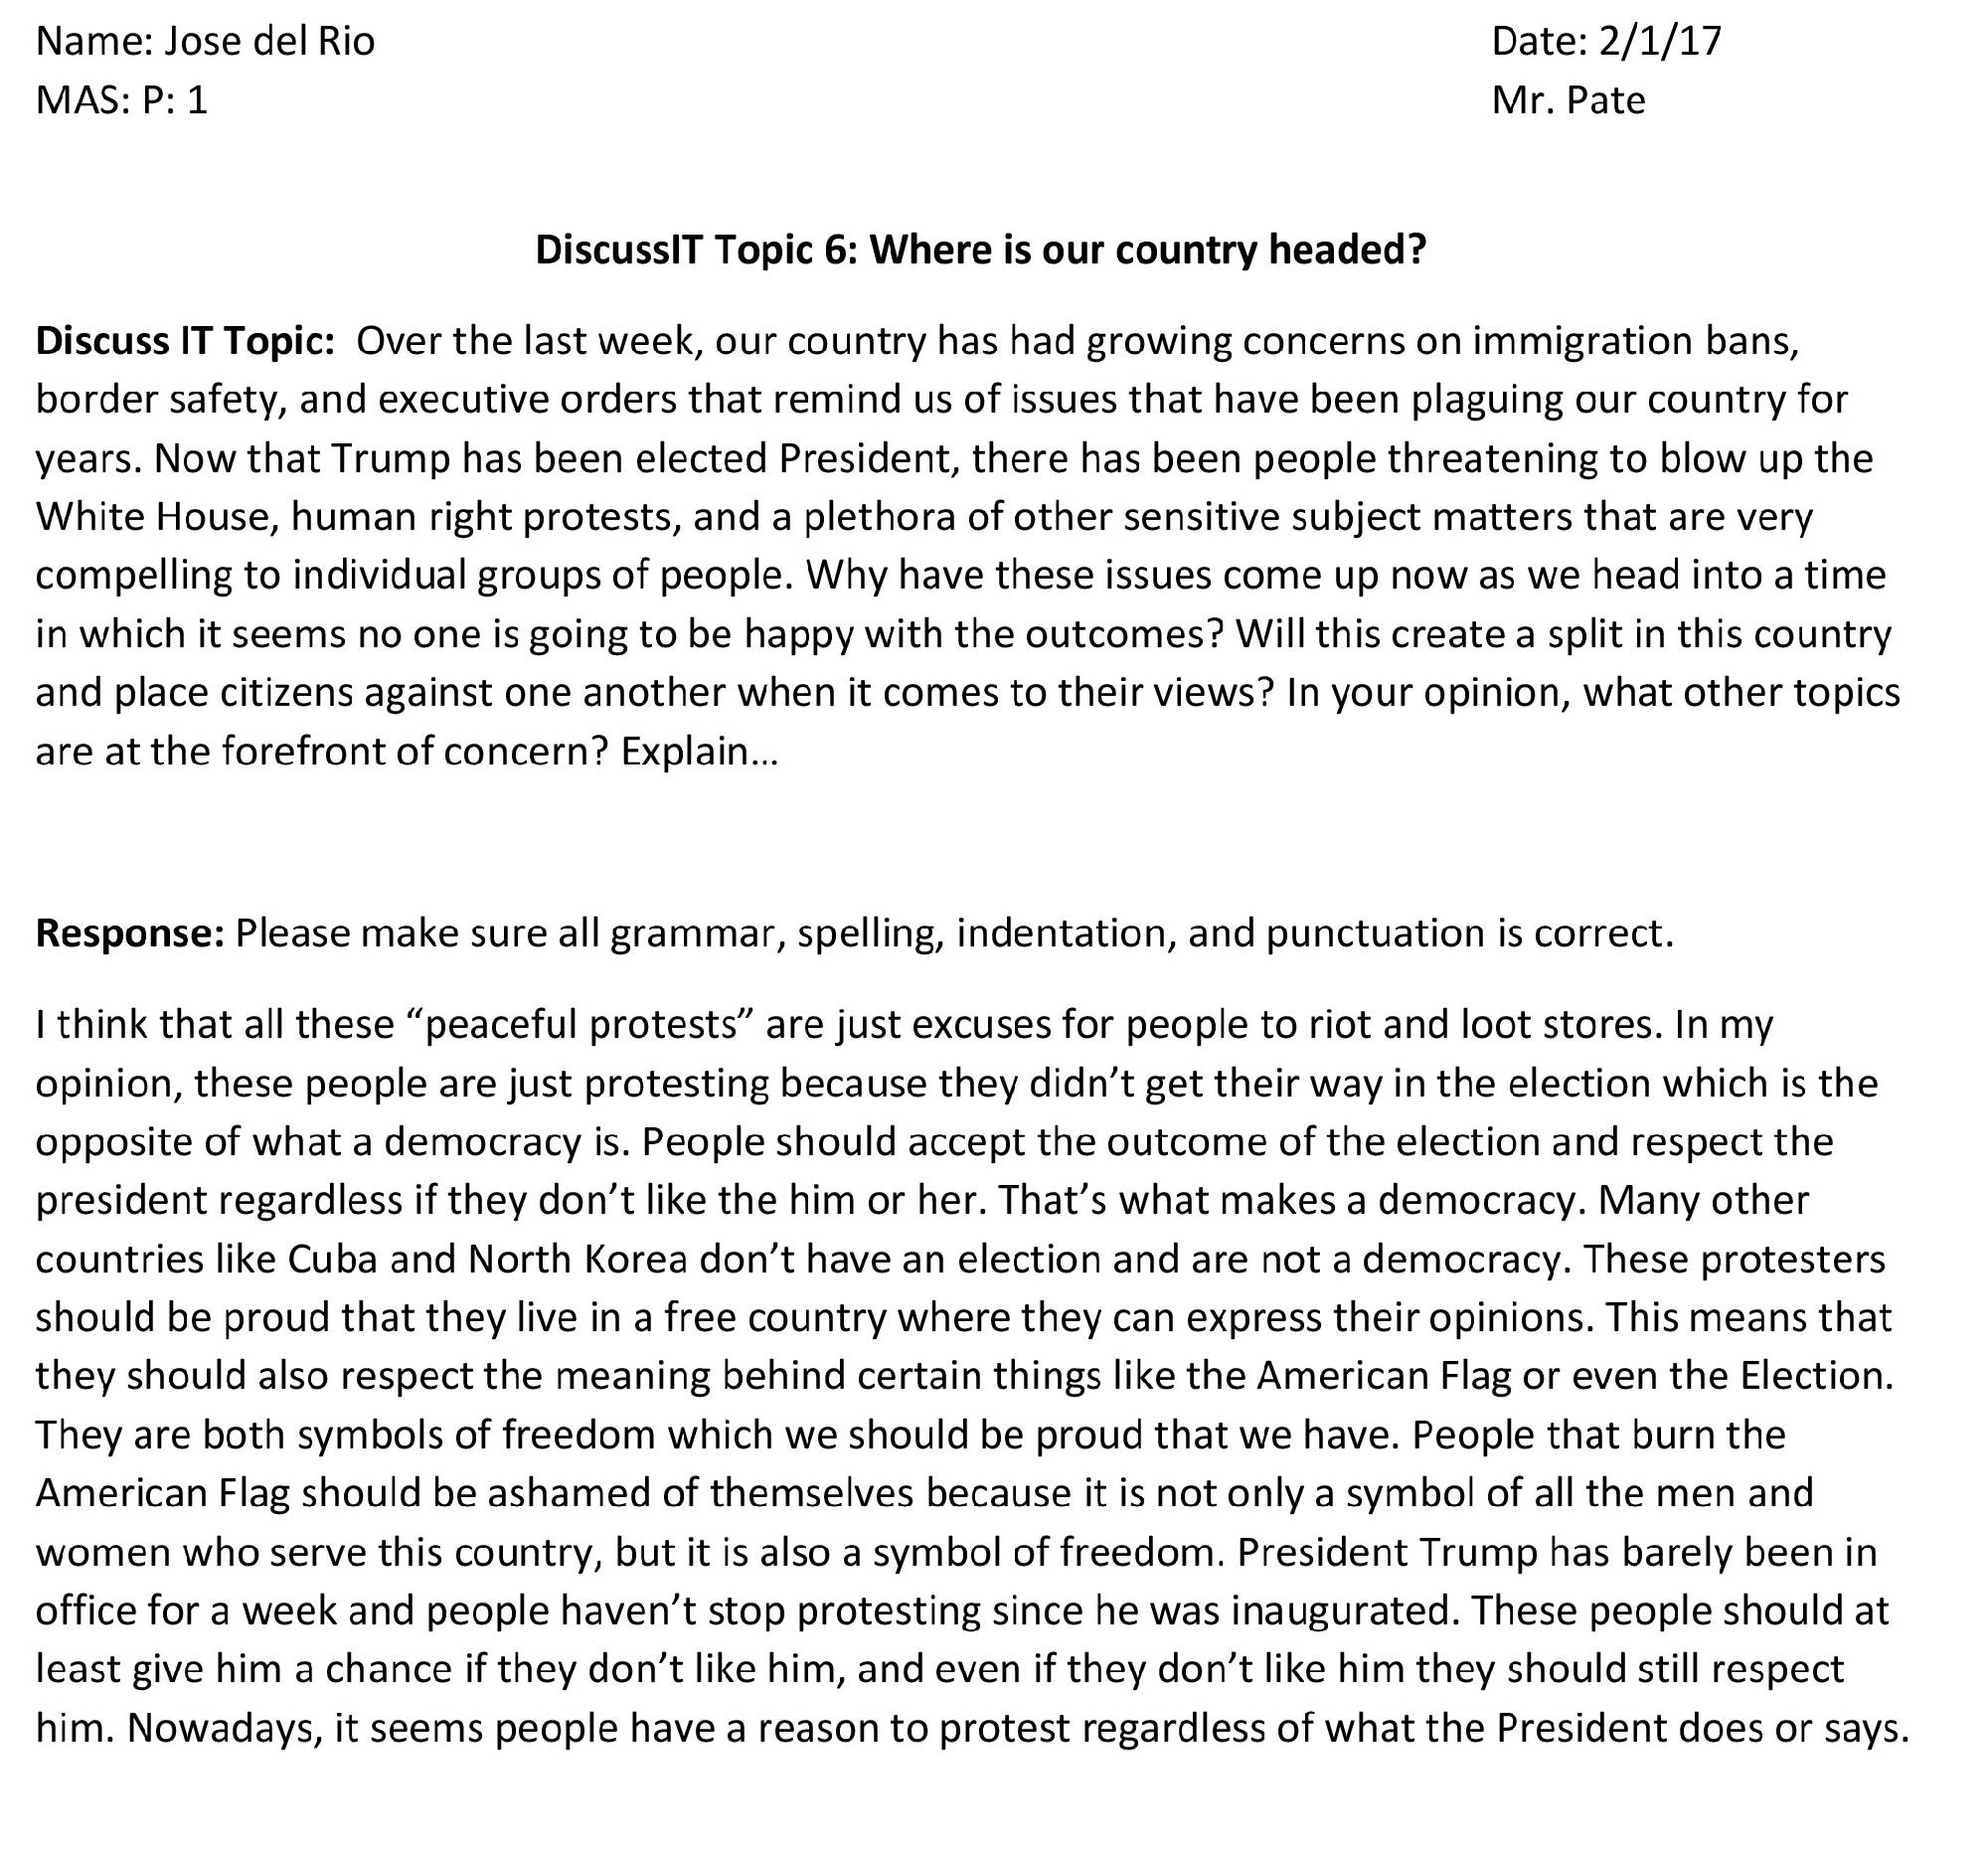 Name: Jose del Rio Date: 2/1/17
MAS: P: 1 Mr. Pate
DiscussIT Topic 6: Where is our country headed?
Discuss IT Topic:  Over the last week, our country has had growing concerns on immigration bans,
border safety, and executive orders that remind us of issues that have been plaguing our country for
years. Now that Trump has been elected President, there has been people threatening to blow up the
White House, human right protests, and a plethora of other sensitive subject matters that are very
compelling to individual groups of people. Why have these issues come up now as we head into a time
in which it seems no one is going to be happy with the outcomes? Will this create a split in this country
and place citizens against one another when it comes to their views? In your opinion, what other topics
are at the forefront of concern? Explain…
Response: Please make sure all grammar, spelling, indentation, and punctuation is correct.
I think that all these “peaceful protests” are just excuses for people to riot and loot stores. In my
opinion, these people are just protesting because they didn’t get their way in the election which is the
opposite of what a democracy is. People should accept the outcome of the election and respect the
president regardless if they don’t like the him or her. That’s what makes a democracy. Many other
countries like Cuba and North Korea don’t have an election and are not a democracy. These protesters
should be proud that they live in a free country where they can express their opinions. This means that
they should also respect the meaning behind certain things like the American Flag or even the Election.
They are both symbols of freedom which we should be proud that we have. People that burn the
American Flag should be ashamed of themselves because it is not only a symbol of all the men and
women who serve this country, but it is also a symbol of freedom. President Trump has barely been in
office for a week and people haven’t stop protesting since he was inaugurated. These people should at
least give him a chance if they don’t like him, and even if they don’t like him they should still respect
him. Nowadays, it seems people have a reason to protest regardless of what the President does or says.